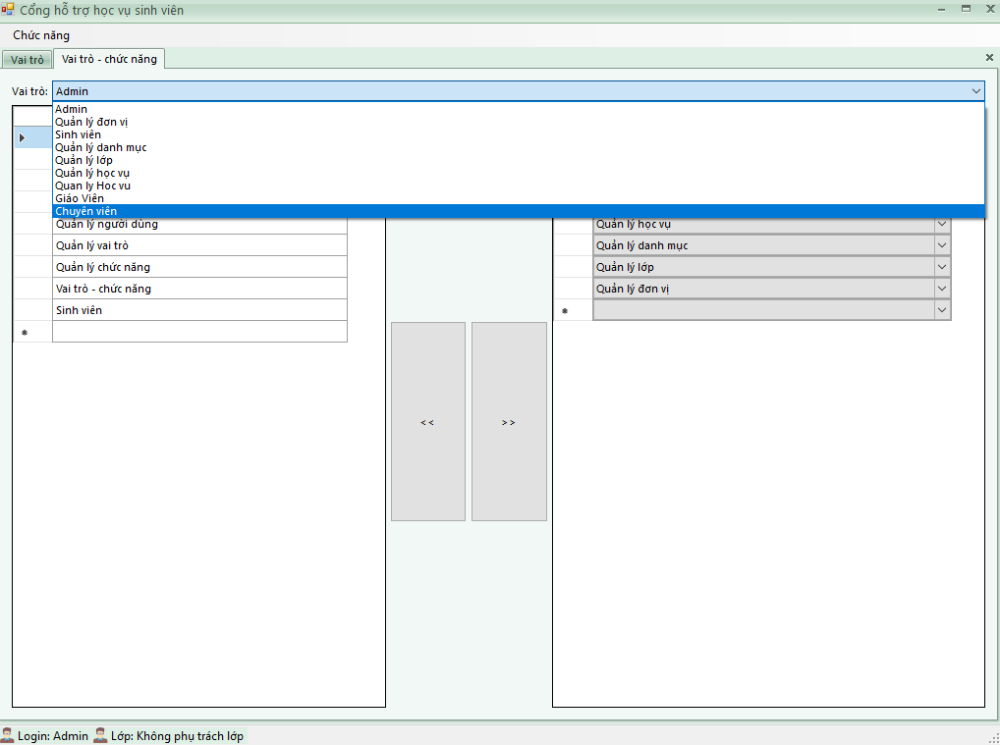 Cổng hỗ trợ học vụ sinh viên
Chức năng
Vai trò
Vai trò - chức năng
Vai trò:
Admin
Admin
Quản lý đơn vị
Sinh viên
Quản lý danh mục
Quản lý lớp
Quản lý học vụ
Quan ly Hoc vu
Giáo Viên
Chuyên viên
Quản lý người dùng
Quản lý vai trò
Quản lý chức năng
Vai trò - chức năng
Sinh viên
<<
>>
Quản lý học vụ
Quản lý danh mục
Quản lý lớp
Quản lý đơn vị
Login: Admin
Lớp: Không phụ trách lớp